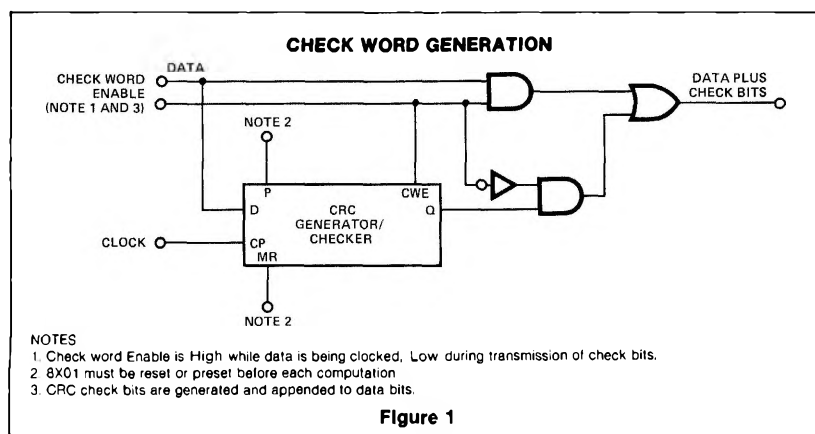 CHECK WORD GENERATION
DATA
CHECK WORD
ENABLE
(NOTE 1 AND 3)
DATA PLUS
CHECK BITS
NOTE 2
P
CWE
D
CRC
GENERATOR/
CHECKER
Q
CLOCK
CP
MR
NOTE 2
NOTES
1. Check word Enable is High while data is being clocked, Low during transmission of check bits.
2 8X01 must be reset or preset before each computation
3. CRC check bits are generated and appended to data bits.
Figure 1